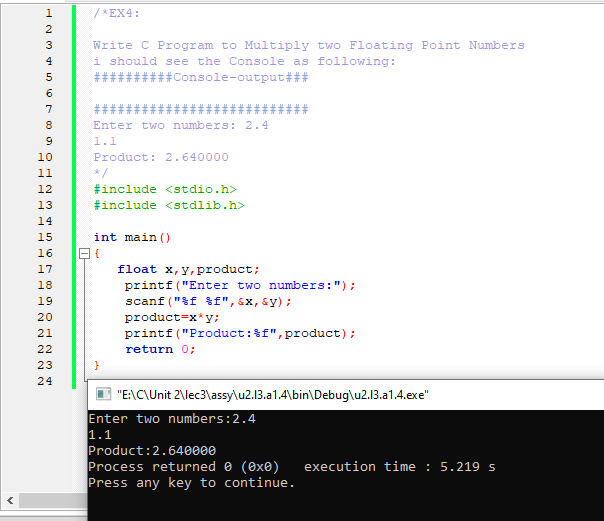 1 /*EX4:
2
3 Write C Program to Multiply two Floating Point Numbers
4 i should see the Console as following:
5 ##########Console-output###
6
7 ###########################
8 Enter two numbers: 2.4
9 1.1
10 Product: 2.640000
11 */
12 #include <stdio.h>
13 #include <stdlib.h>
14
15 int main()
16 {
17 float x,y,product;
18 printf("Enter two numbers:");
19 scanf("%f %f",&x,&y);
20 product=x*y;
21 printf("Product:%f",product);
22 return 0;
23 }
24
"E:\C\Unit 2\lec3\assy\u2.l3.a1.4\bin\Debug\u2.l3.a1.4.exe"
Enter two numbers:2.4
1.1
Product:2.640000
Process returned 0 (0x0)   execution time : 5.219 s
Press any key to continue.